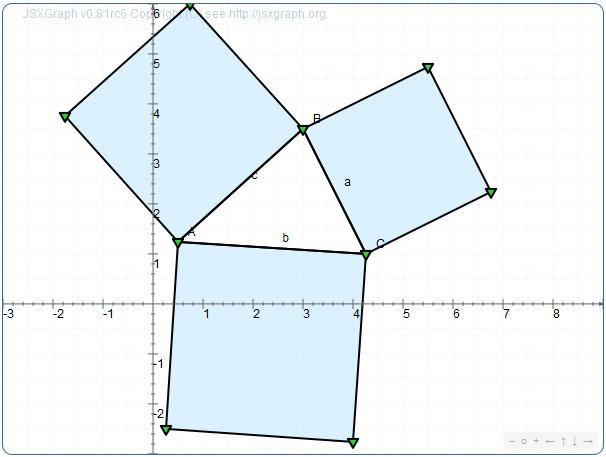 JSXGraph v0.81rc6 Copyright (C) see http://jsxgraph.org
6
5
4
3
2
1
-1
-2
-3 -2 -1 1 2 3 4 5 6 7 8
B
a
c
A
b
C
– o + ← ↑ ↓ →